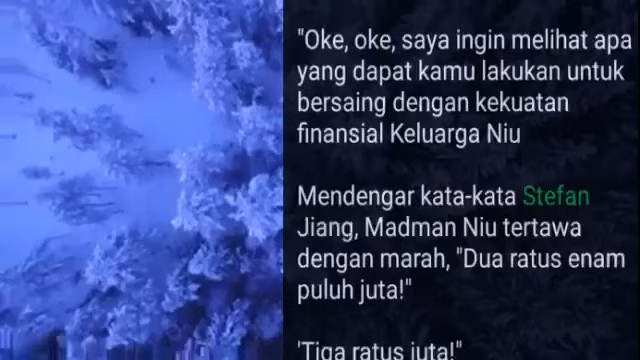 "Oke, oke, saya ingin melihat apa
yang dapat kamu lakukan untuk
bersaing dengan kekuatan
finansial Keluarga Niu
Mendengar kata-kata Stefan
Jiang, Madman Niu tertawa
dengan marah, "Dua ratus enam
puluh juta!"
'Tiga ratus juta!"